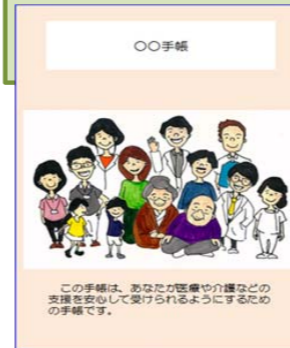 〇〇手帳
この手帳は、あなたが医療や介護などの
支援を安心して受けられるようにするため
の手帳です。